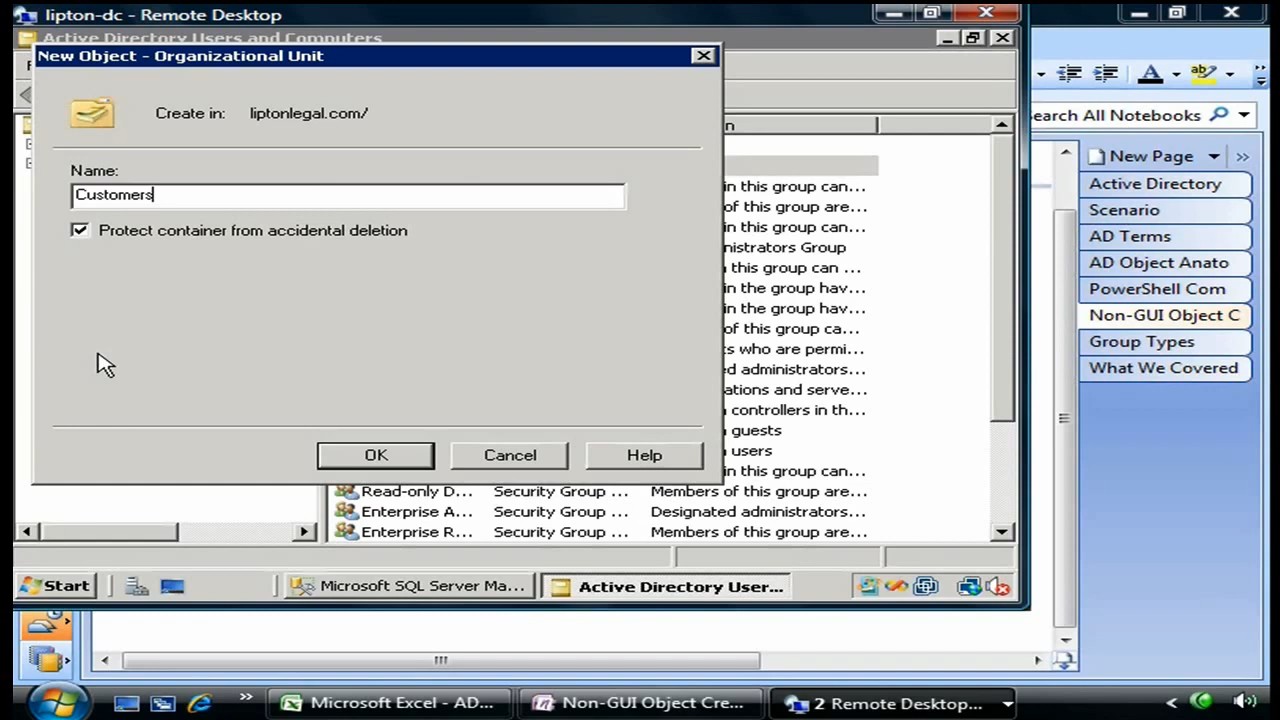 lipton-dc - Remote Desktop
Active Directory Users and Computers
New Object - Organizational Unit
Create in: liptonlegal.com/
Name:
Customers
Protect container from accidental deletion
OK Cancel Help
n
in this group can...
of this group are...
in this group can...
nistrators Group
this group can ...
in the group hav...
in the group hav...
of this group ca...
s who are permi...
d administrators...
ations and serve...
controllers in th...
guests
users
in this group can...
Read-only D... Security Group ... Members of this group are...
Enterprise A... Security Group ... Designated administrators...
Enterprise R... Security Group ... Members of this group are...
Start Microsoft SQL Server Ma... Active Directory User...
earch All Notebooks
New Page
Active Directory
Scenario
AD Terms
AD Object Anato
PowerShell Com
Non-GUI Object C
Group Types
What We Covered
Microsoft Excel - AD... Non-GUI Object Cre... 2 Remote Desktop...